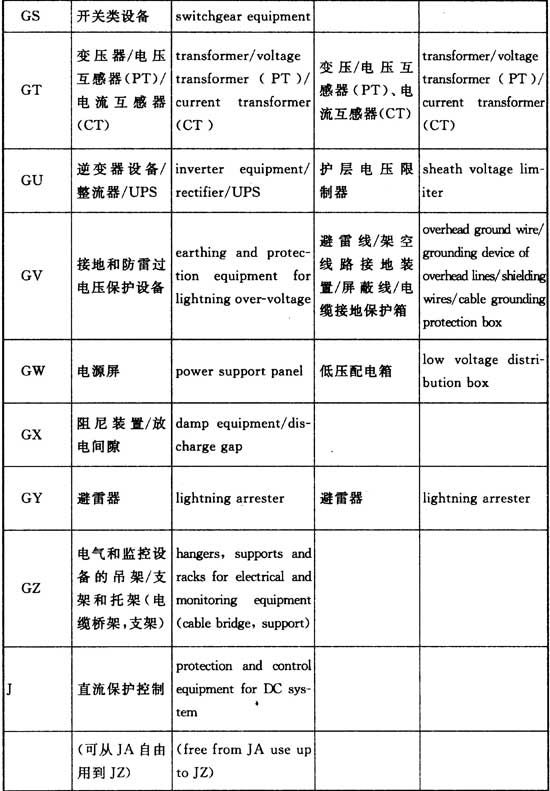 GS
开关类设备
switchgear equipment
GT
变压器/电压
互感器(PT)/
电流互感器
(CT)
transformer/voltage
transformer (PT)/
current transformer
(CT)
变压/电压互
感器(PT)、电
流互感器(CT)
transformer/voltage
transformer (PT)/
current transformer
(CT)
GU
逆变器设备/
整流器/UPS
inverter equipment/
rectifier/UPS
护层电压限
制器
sheath voltage lim-
iter
GV
接地和防雷过
电压保护设备
earthing and protec-
tion equipment for
lightning over-voltage
避雷线/架空
线路接地装
置/屏蔽线/电
缆接地保护箱
overhead ground wire/
grounding device of
overhead lines/shielding
wires/cable grounding
protection box
GW
电源屏
power support panel
低压配电箱
low voltage distri-
bution box
GX
阻尼装置/放
电间隙
damp equipment/dis-
charge gap
GY
避雷器
lightning arrester
避雷器
lightning arrester
GZ
电气和监控设
备的吊架/支
架和托架(电
缆桥架,支架)
hangers, supports and
racks for electrical and
monitoring equipment
(cable bridge, support)
J
直流保护控制
protection and control
equipment for DC sys-
tem
(可从JA自由
用到JZ)
(free from JA use up
to JZ)